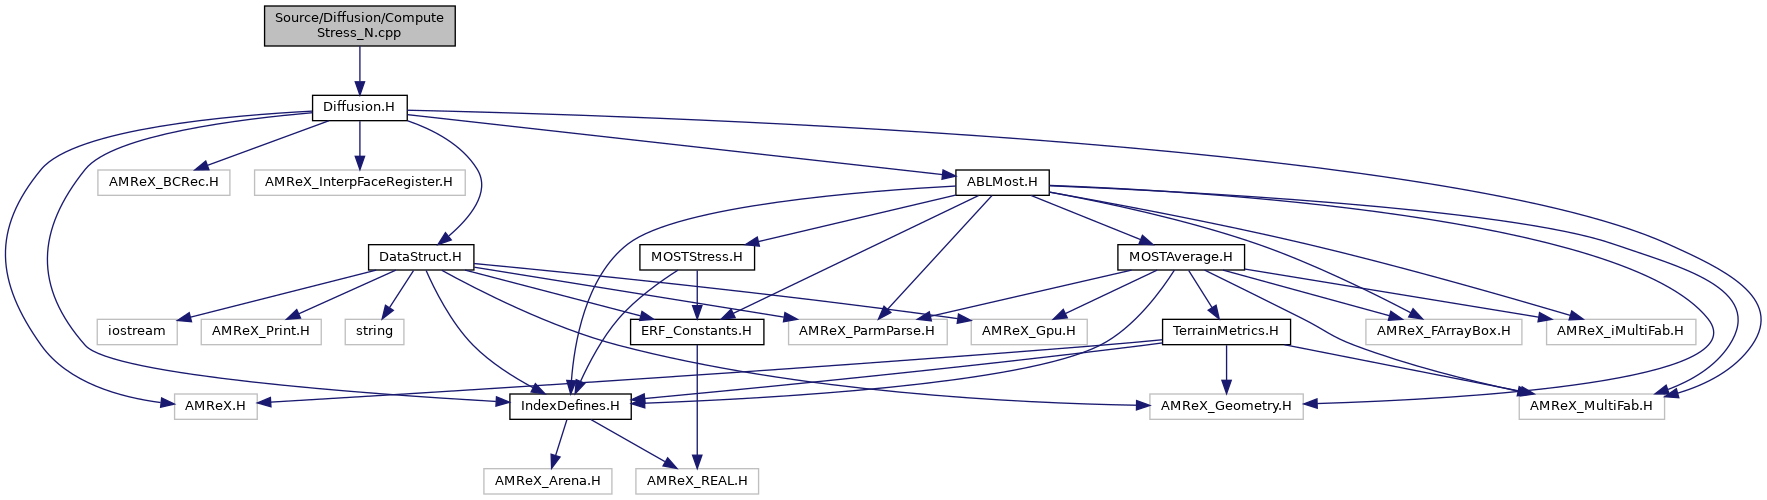 Source/Diffusion/Compute
Stress_N.cpp
Diffusion.H
AMReX_BCRec.H
AMReX_InterpFaceRegister.H
ABLMost.H
DataStruct.H
MOSTStress.H
MOSTAverage.H
iostream
AMReX_Print.H
string
ERF_Constants.H
AMReX_ParmParse.H
AMReX_Gpu.H
TerrainMetrics.H
AMReX_FArrayBox.H
AMReX_iMultiFab.H
AMReX.H
IndexDefines.H
AMReX_Geometry.H
AMReX_MultiFab.H
AMReX_Arena.H
AMReX_REAL.H